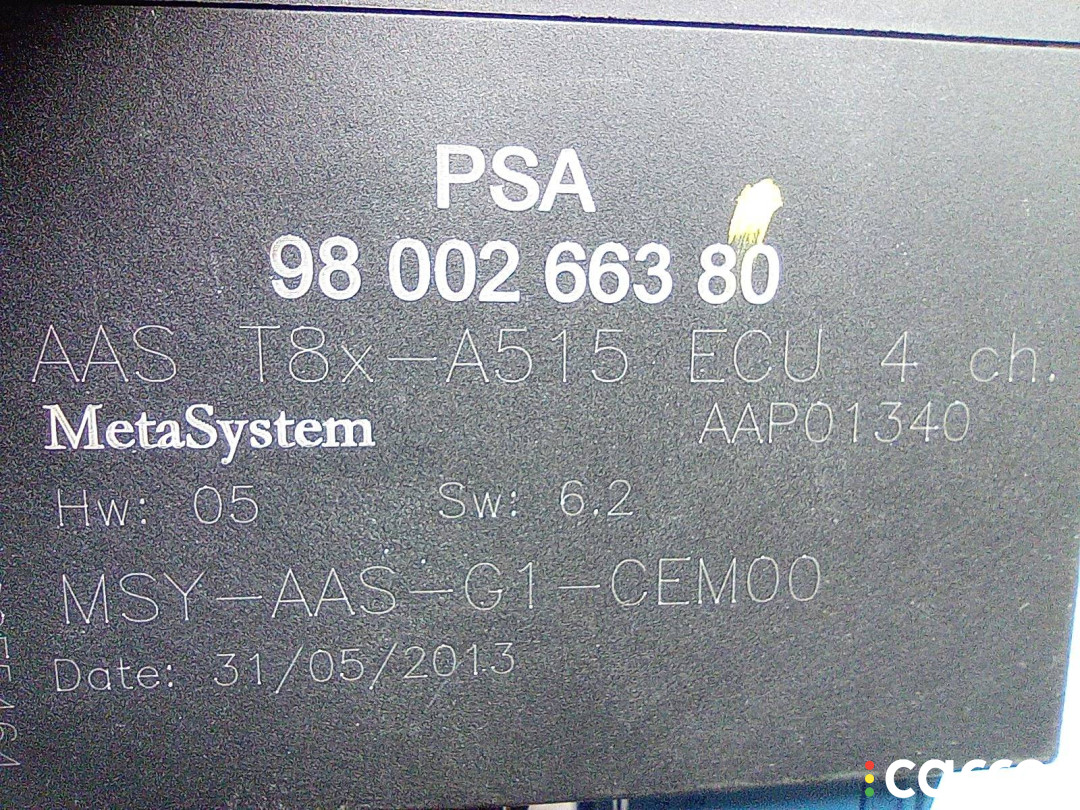 PSA
98 002 663 80
AAS T8x-A515 ECU 4 ch.
MetaSystem AAP01340
Hw: 05 Sw: 6.2
MSY-AAS-G1-CEM00
Date: 31/05/2013